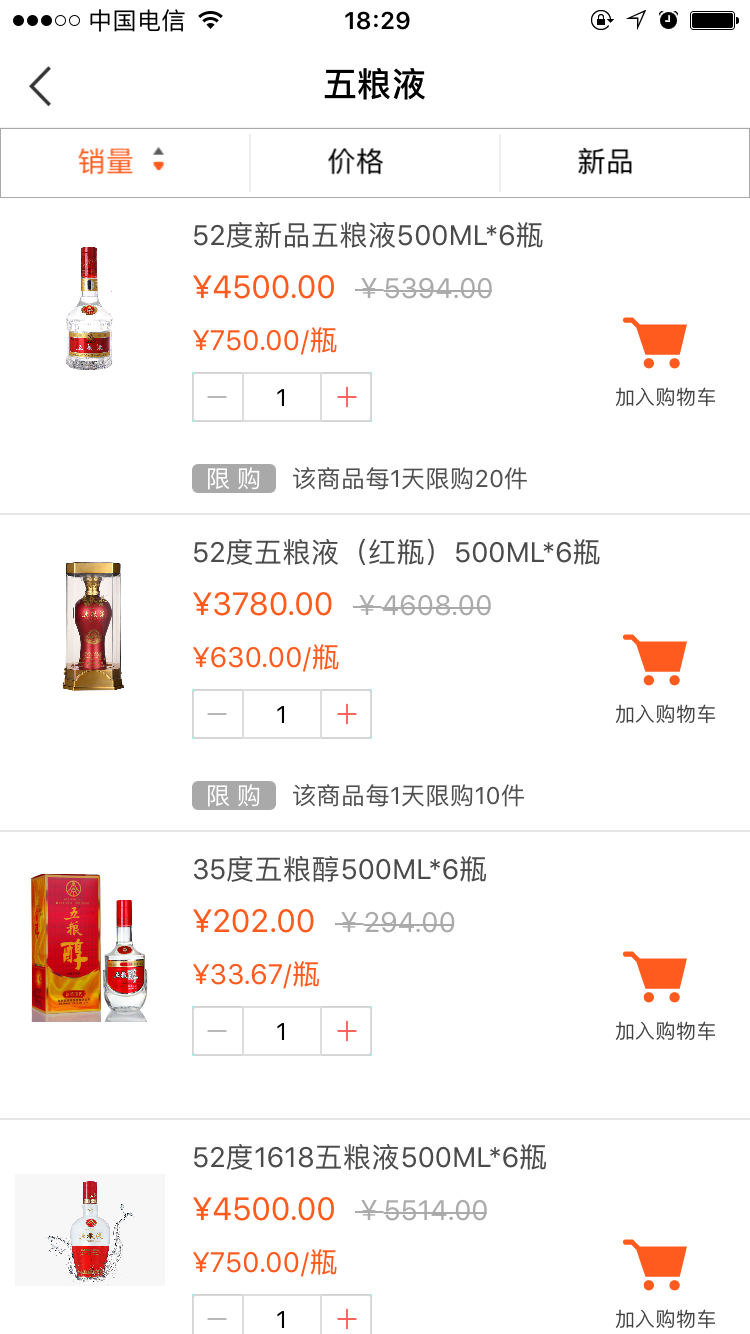 中国电信 18:29
五粮液
销量 价格 新品
52度新品五粮液500ML*6瓶
¥4500.00 ¥5394.00
¥750.00/瓶
1
加入购物车
限购 该商品每1天限购20件
52度五粮液（红瓶）500ML*6瓶
¥3780.00 ¥4608.00
¥630.00/瓶
1
加入购物车
限购 该商品每1天限购10件
35度五粮醇500ML*6瓶
¥202.00 ¥294.00
¥33.67/瓶
五粮醇
1
加入购物车
52度1618五粮液500ML*6瓶
¥4500.00 ¥5514.00
¥750.00/瓶
1
加入购物车